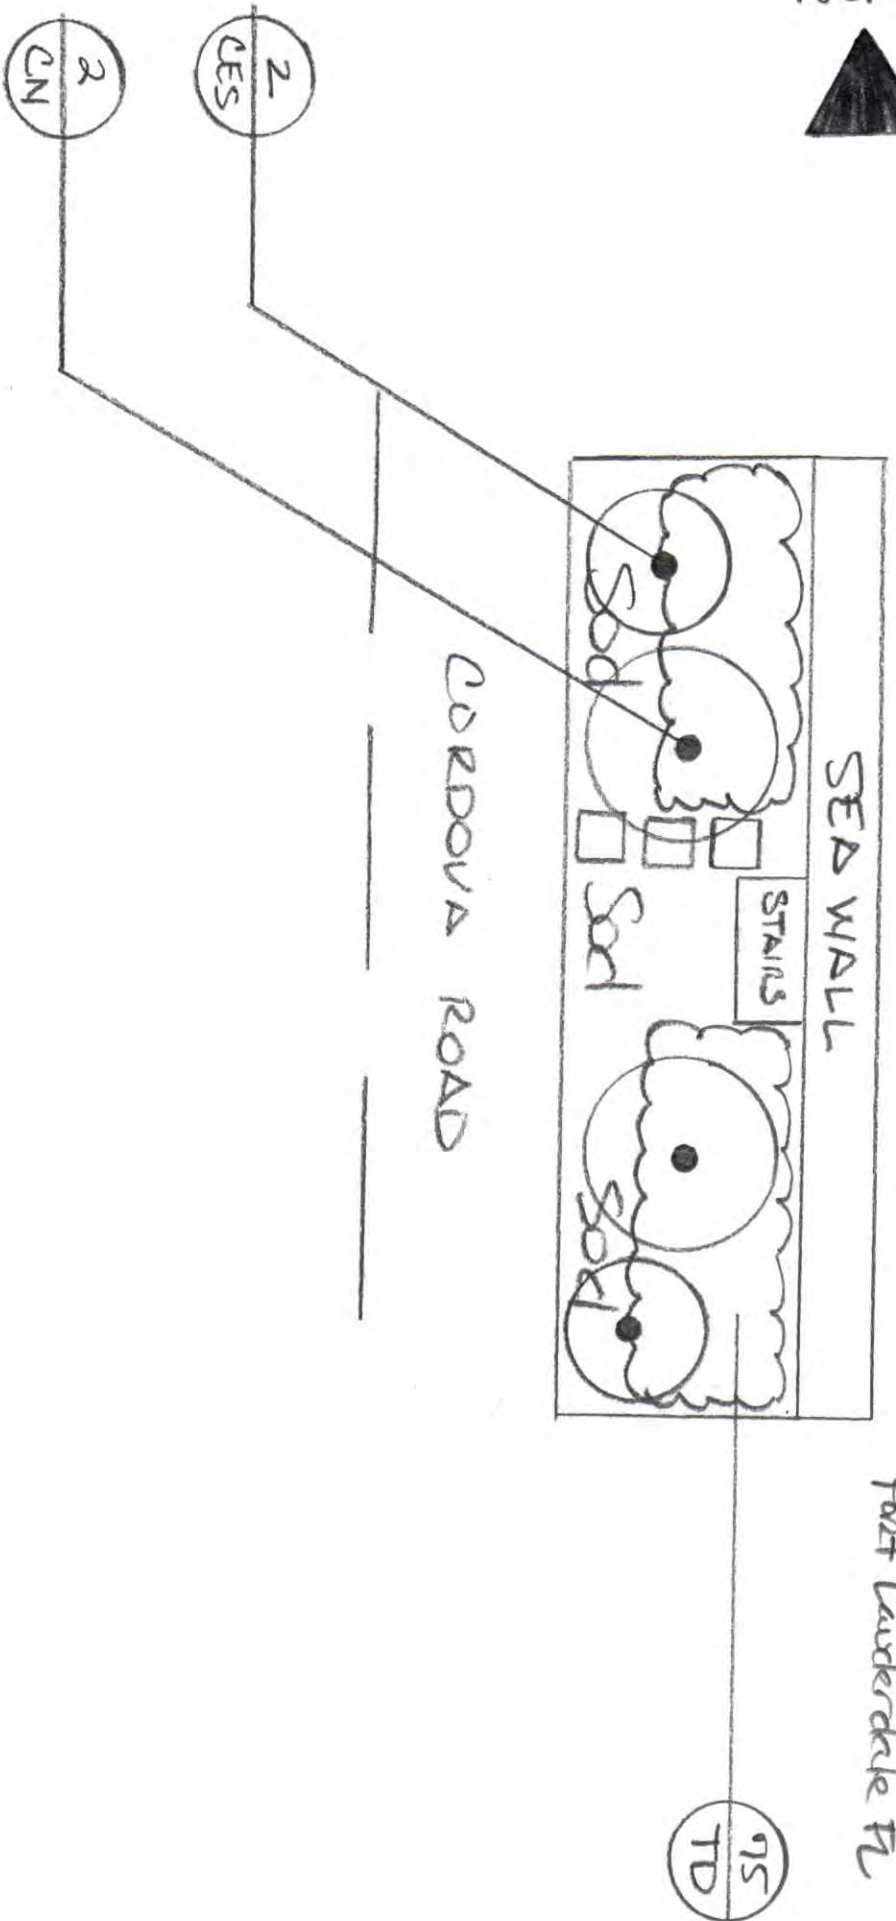 Fort Lauderdale FL
SEA WALL
STAIRS
Sod
Sod
Sod
CORDOVA ROAD
2
CES
2
CN
75
TD